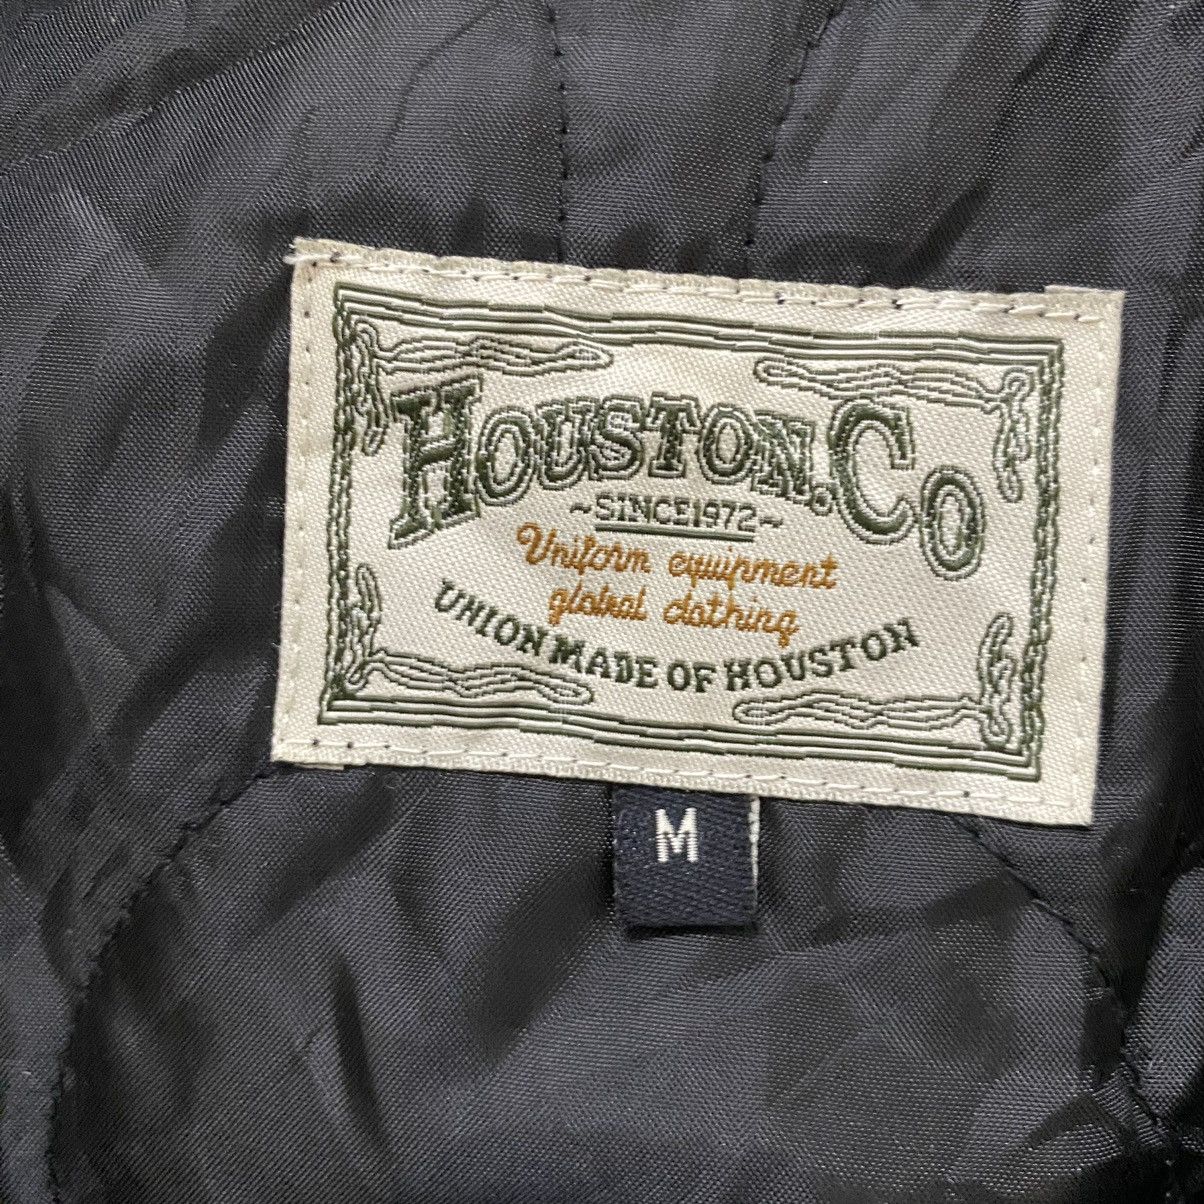 HOUSTON.CO
~SINCE1972~
Uniform equipment
global clothing
UNION MADE OF HOUSTON
M